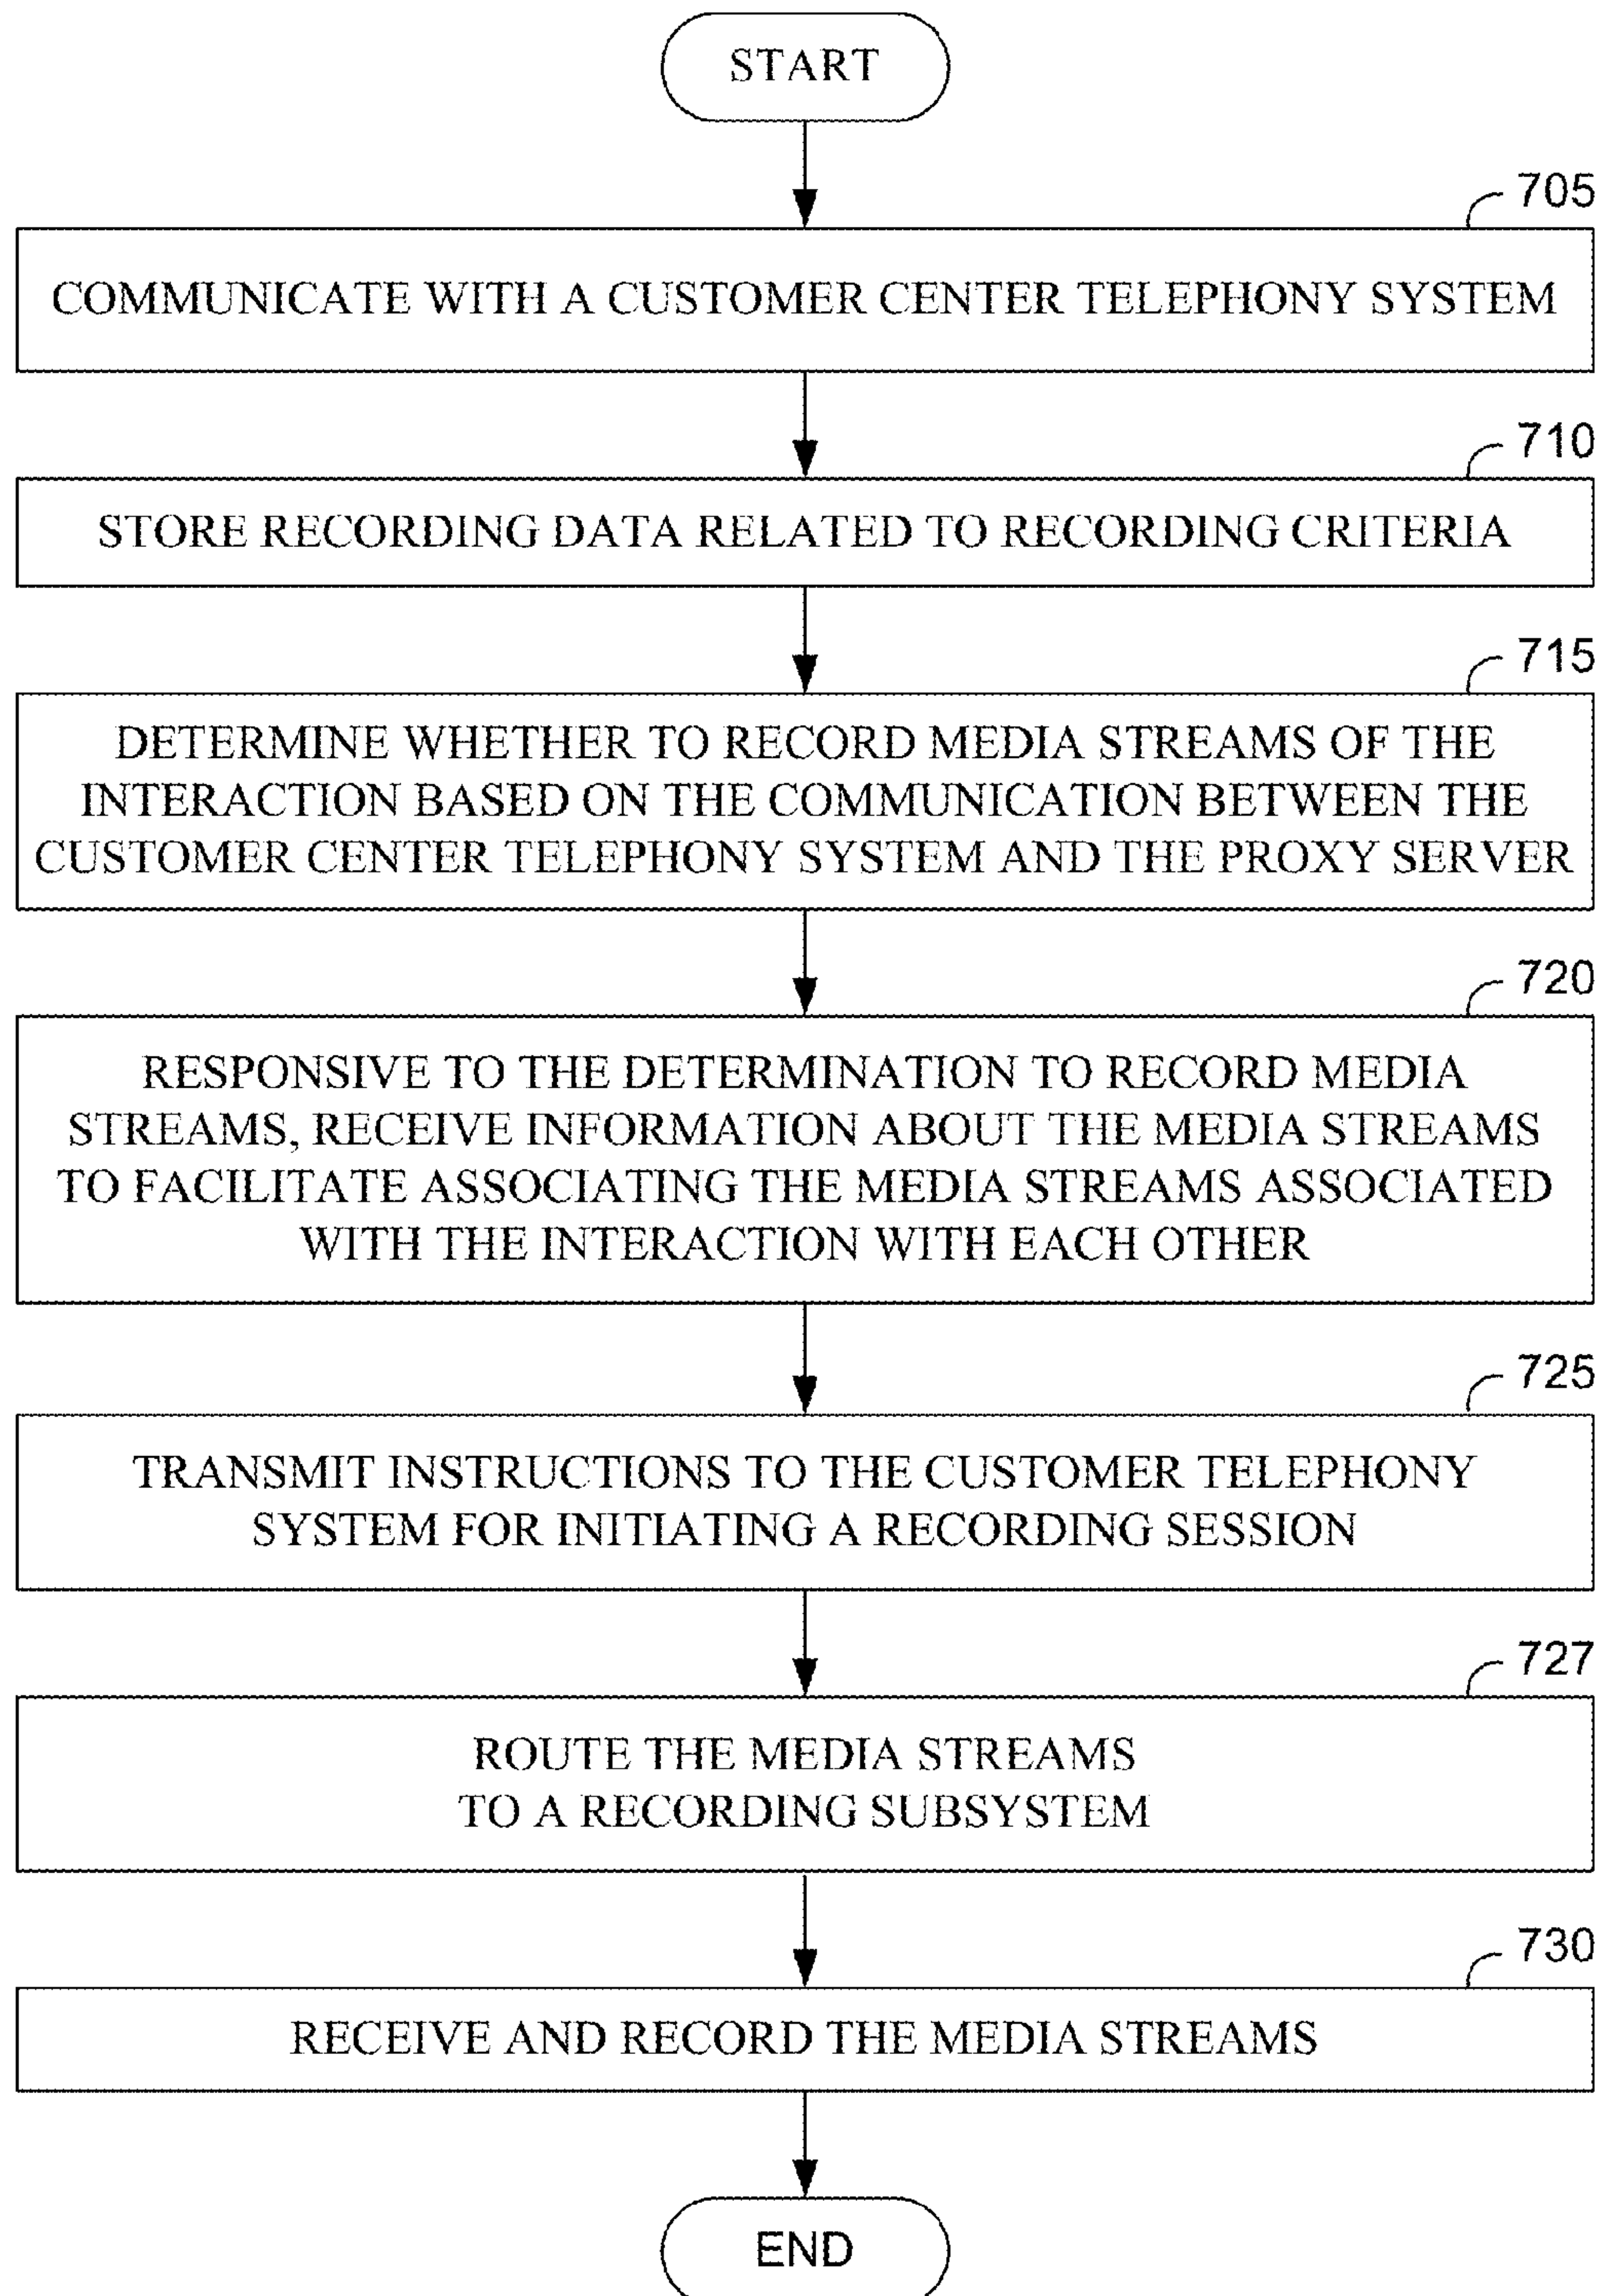 START
705
COMMUNICATE WITH A CUSTOMER CENTER TELEPHONY SYSTEM
710
STORE RECORDING DATA RELATED TO RECORDING CRITERIA
715
DETERMINE WHETHER TO RECORD MEDIA STREAMS OF THE
INTERACTION BASED ON THE COMMUNICATION BETWEEN THE
CUSTOMER CENTER TELEPHONY SYSTEM AND THE PROXY SERVER
720
RESPONSIVE TO THE DETERMINATION TO RECORD MEDIA
STREAMS, RECEIVE INFORMATION ABOUT THE MEDIA STREAMS
TO FACILITATE ASSOCIATING THE MEDIA STREAMS ASSOCIATED
WITH THE INTERACTION WITH EACH OTHER
725
TRANSMIT INSTRUCTIONS TO THE CUSTOMER TELEPHONY
SYSTEM FOR INITIATING A RECORDING SESSION
727
ROUTE THE MEDIA STREAMS
TO A RECORDING SUBSYSTEM
730
RECEIVE AND RECORD THE MEDIA STREAMS
END